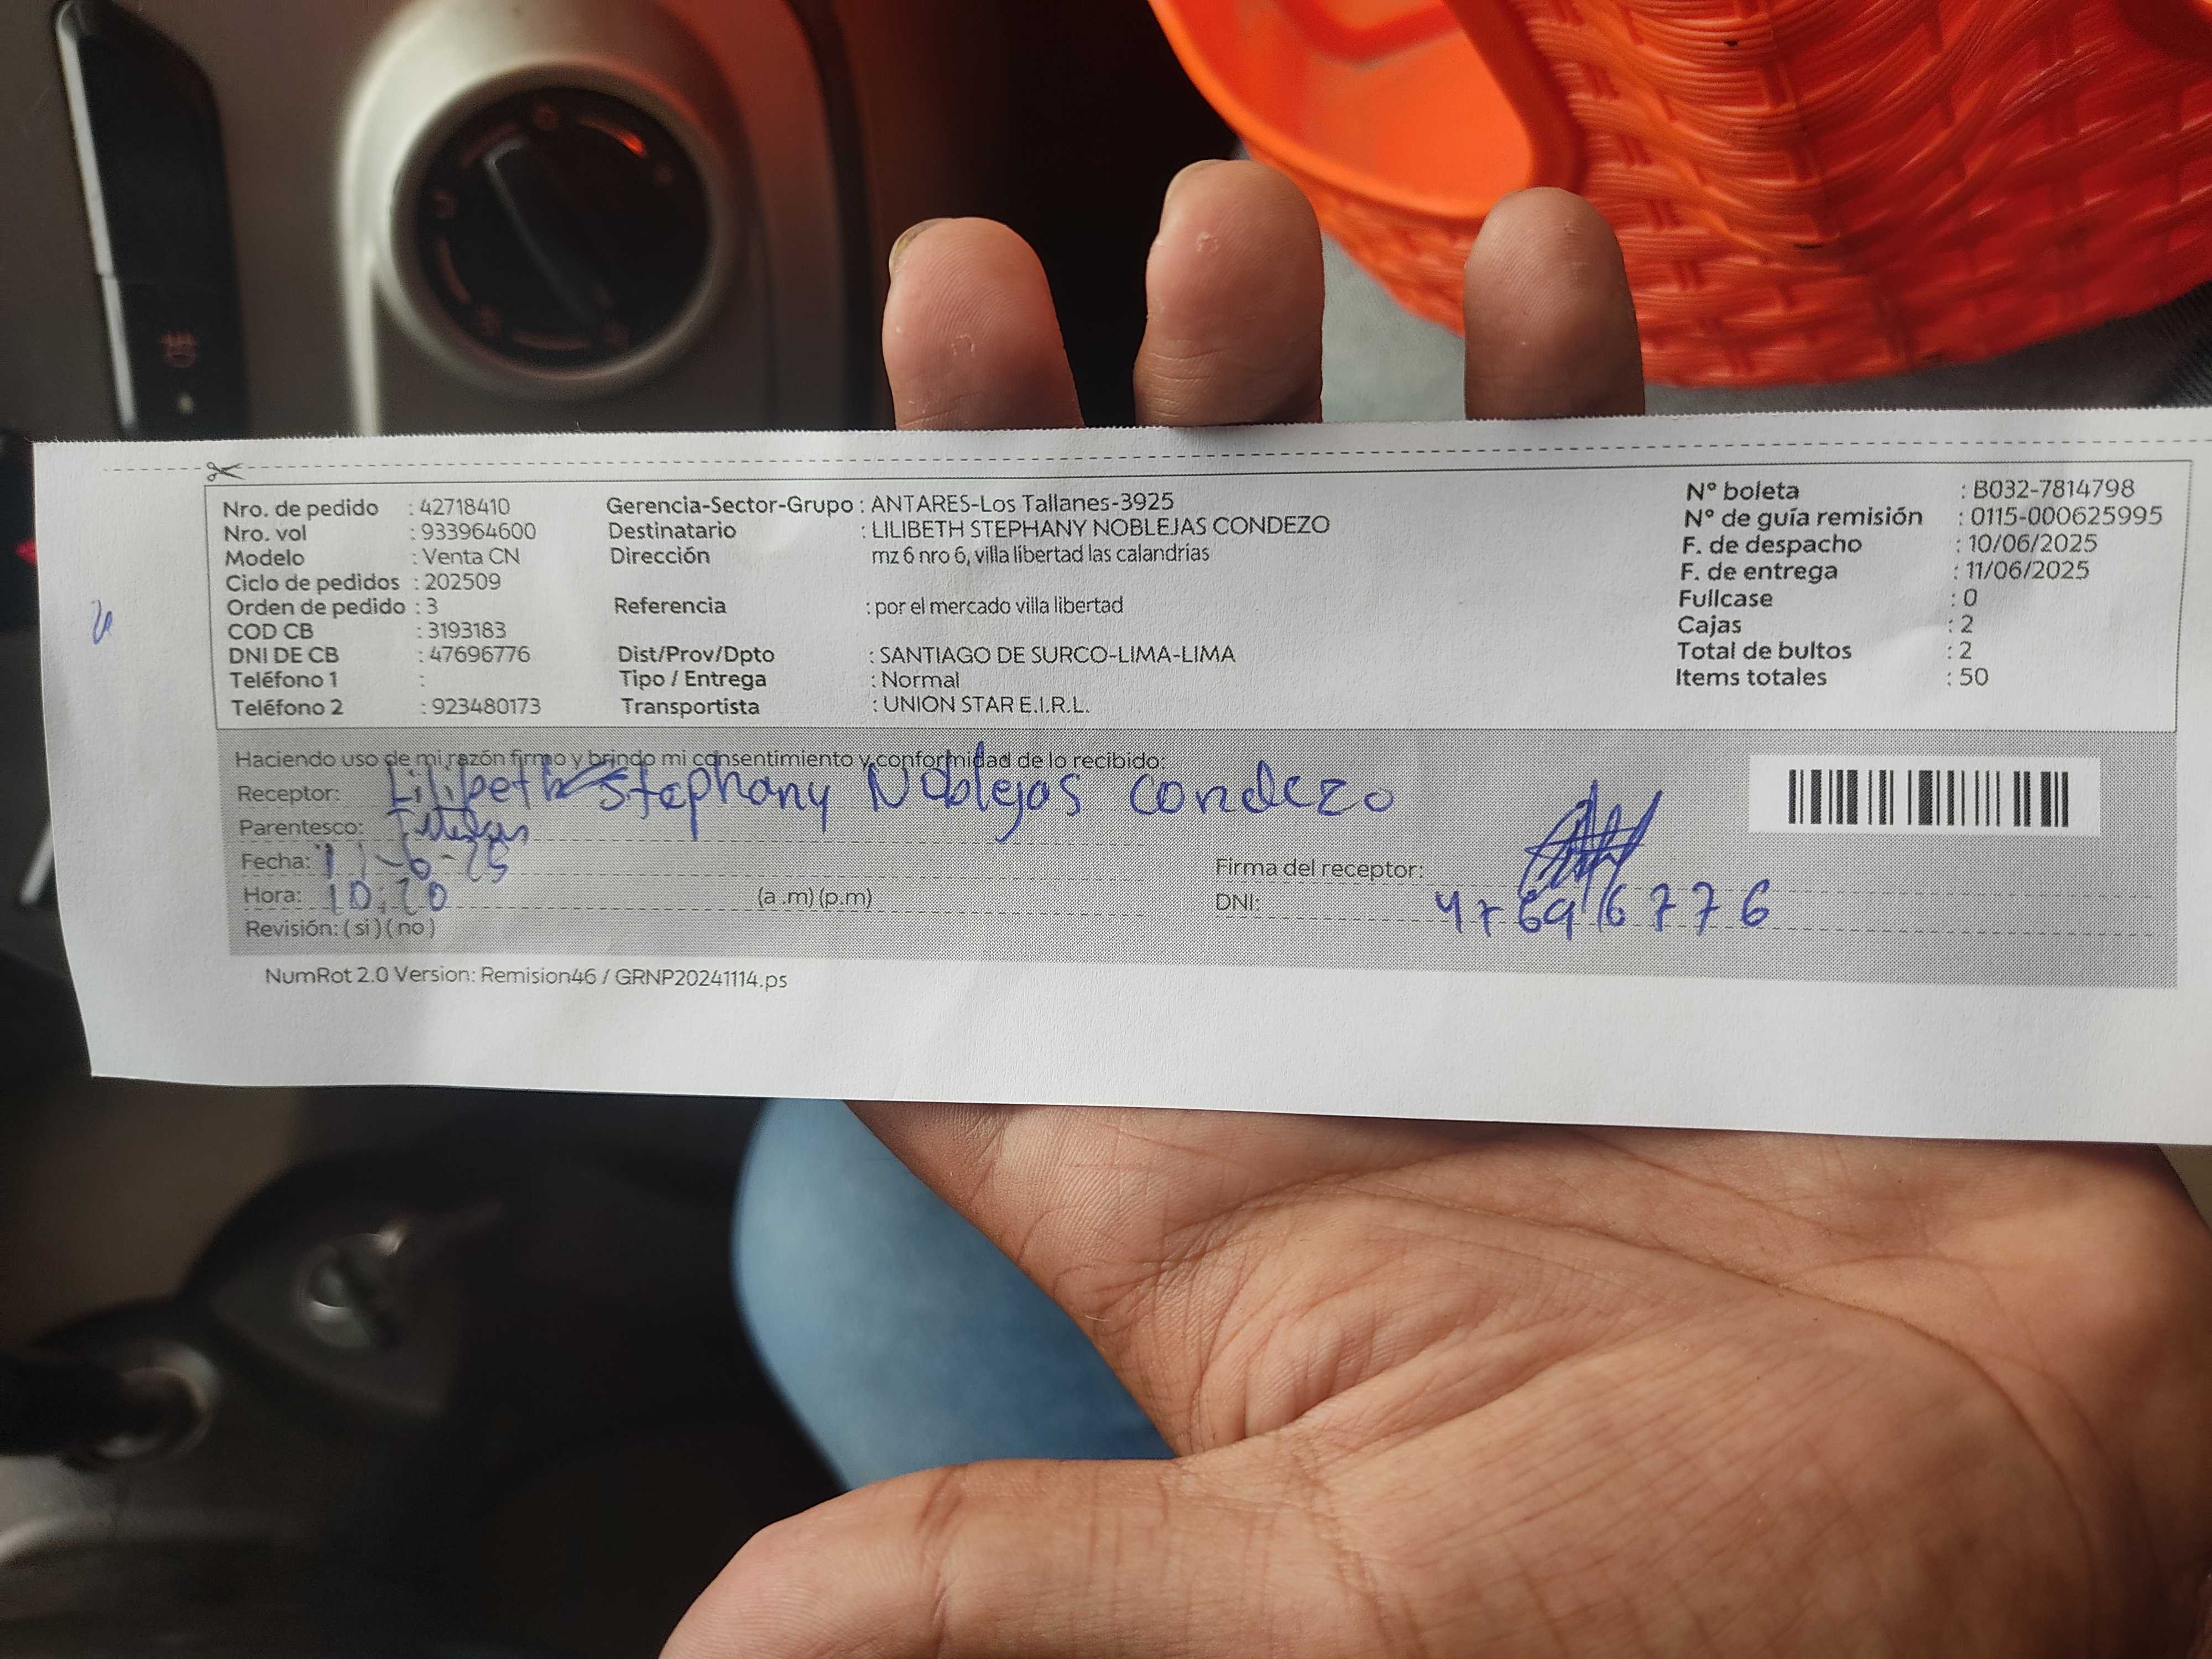 Nro. de pedido : 42718410
Nro. vol : 933964600
Modelo : Venta CN
Ciclo de pedidos : 202509
Orden de pedido : 3
COD CB : 3193183
DNI DE CB : 47696776
Teléfono 1 :
Teléfono 2 : 923480173
Gerencia-Sector-Grupo : ANTARES-Los Tallanes-3925
Destinatario : LILIBETH STEPHANY NOBLEJAS CONDEZO
Dirección mz 6 nro 6, villa libertad las calandrias
Referencia : por el mercado villa libertad
Dist/Prov/Dpto : SANTIAGO DE SURCO-LIMA-LIMA
Tipo / Entrega : Normal
Transportista : UNION STAR E.I.R.L.
N° boleta : B032-7814798
N° de guía remisión : 0115-000625995
F. de despacho : 10/06/2025
F. de entrega : 11/06/2025
Fullcase : 0
Cajas : 2
Total de bultos : 2
Items totales : 50
Haciendo uso de mi razón firmo y brindo mi consentimiento y conformidad de lo recibido:
Receptor: Lilibeth Stephany Noblejas Condezo
Parentesco:
Fecha: 11-6-25
Hora: 10:20 (a .m) (p.m)
Revisión: ( si ) ( no )
Firma del receptor:
DNI: 47696776
NumRot 2.0 Version: Remision46 / GRNP20241114.ps